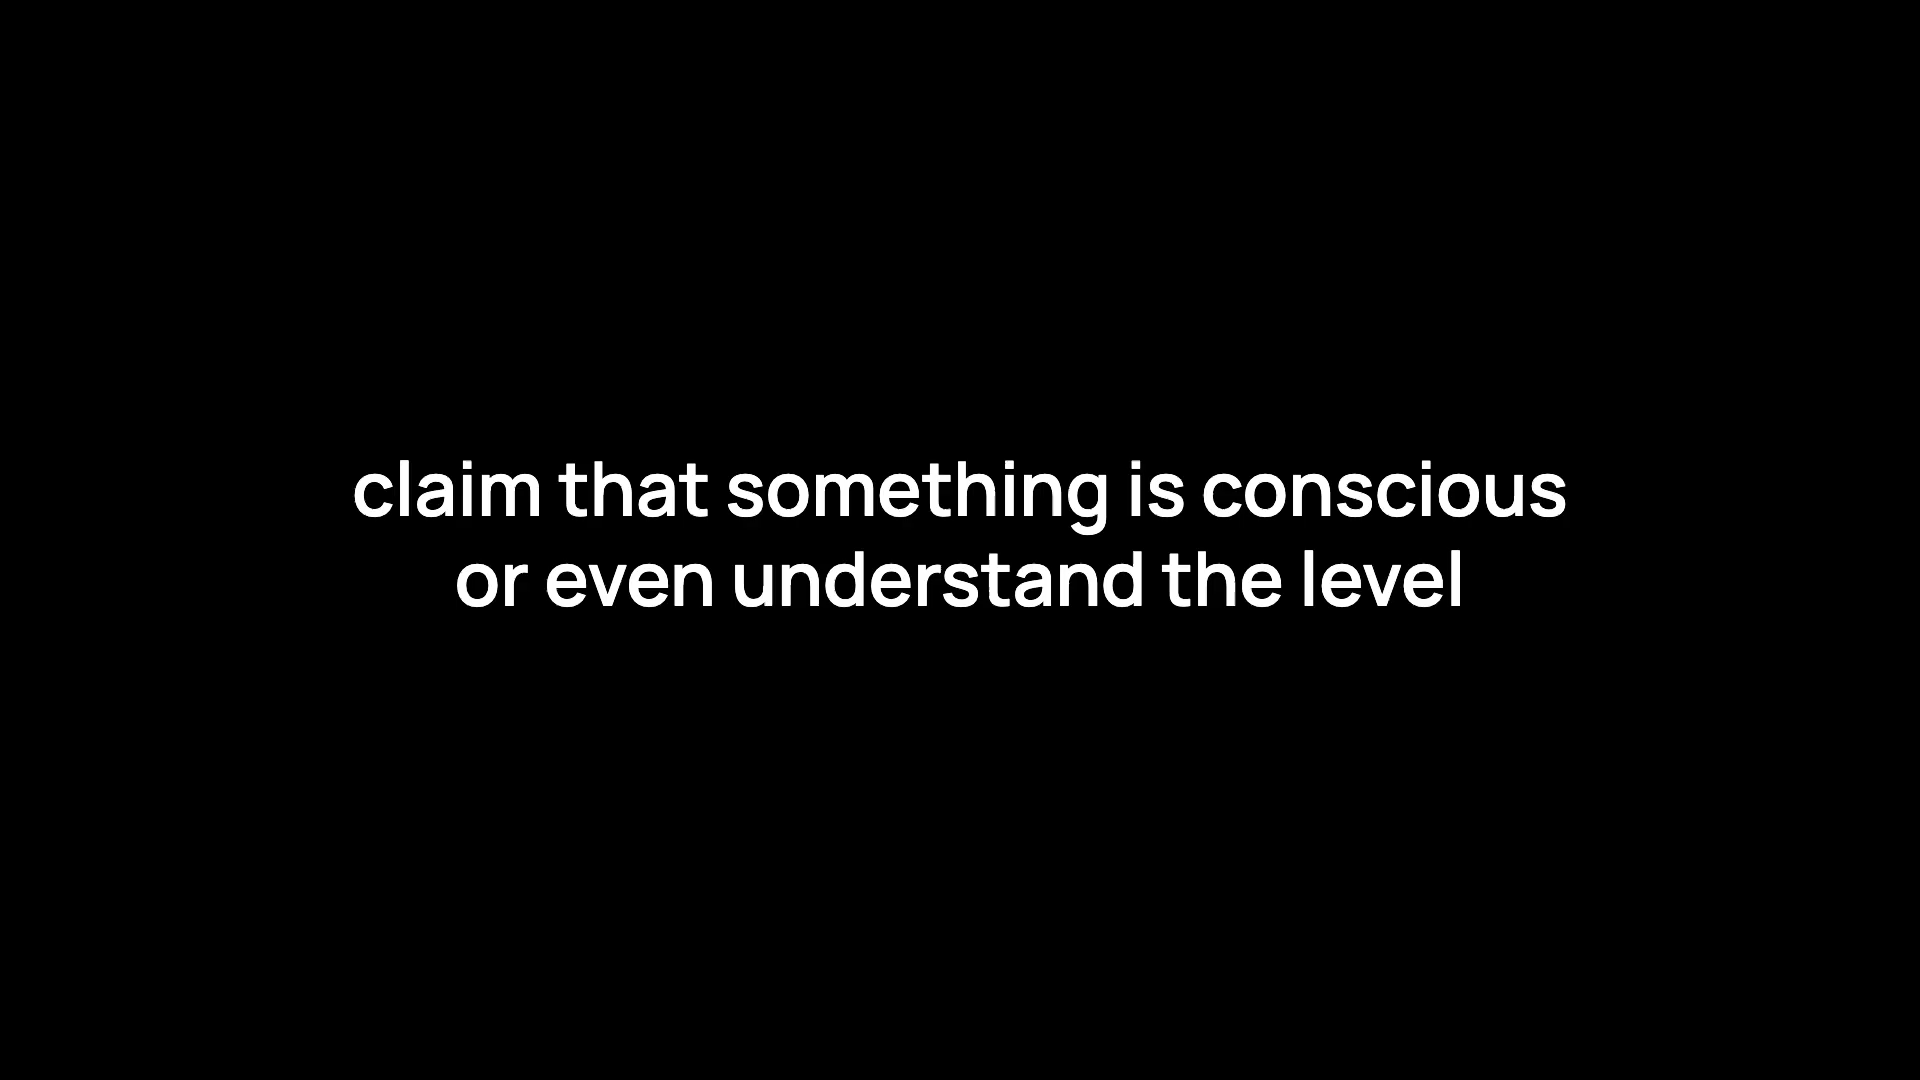 claim that something is conscious
or even understand the level